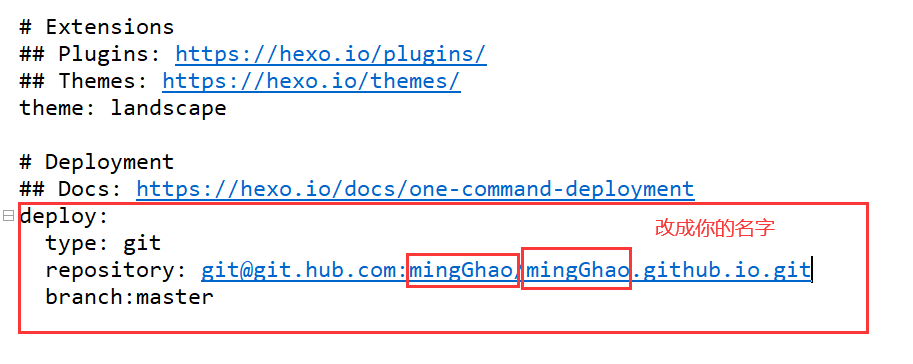 # Extensions
## Plugins: https://hexo.io/plugins/
## Themes: https://hexo.io/themes/
theme: landscape
# Deployment
## Docs: https://hexo.io/docs/one-command-deployment
deploy:
改成你的名字
type: git
repository: git@git.hub.com:mingGhao/mingGhao.github.io.git
branch:master